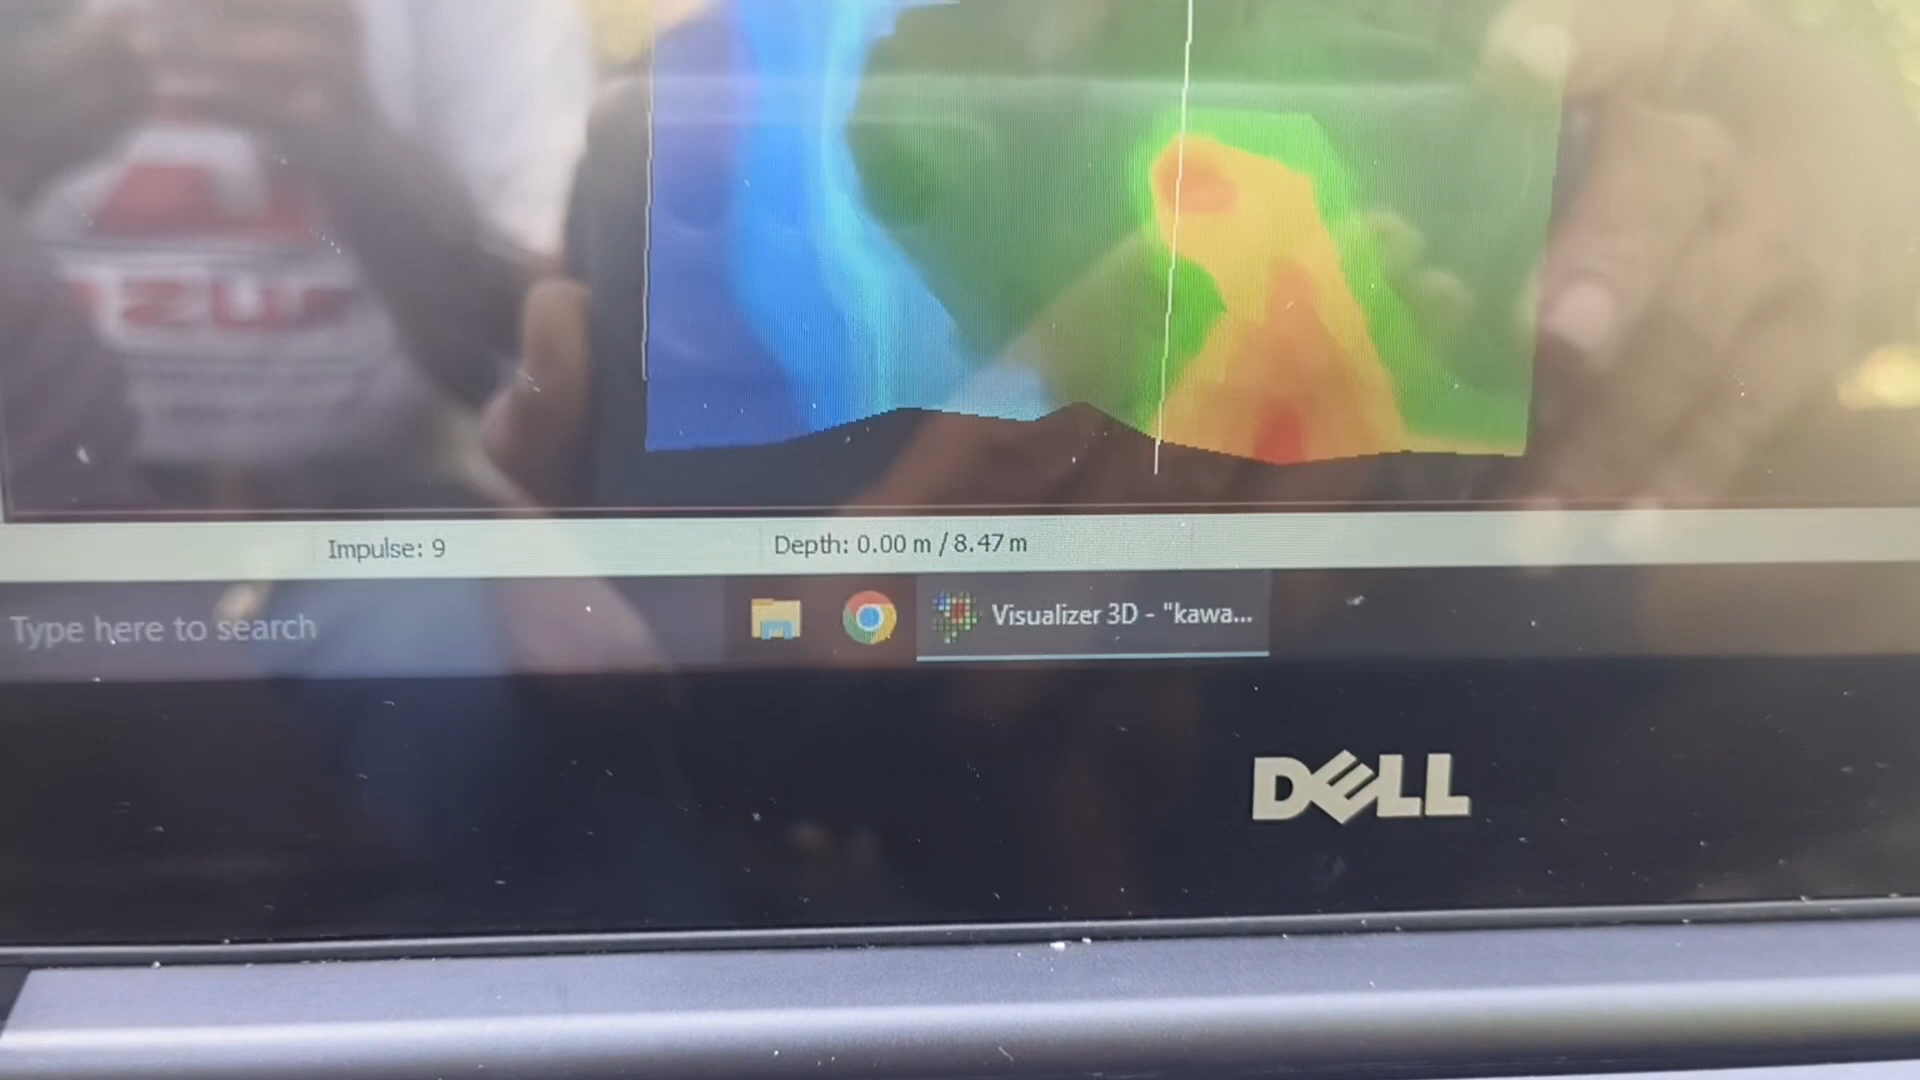 Impulse: 9
Depth: 0.00 m / 8.47 m
Type here to search
Visualizer 3D - "kawa...
DELL